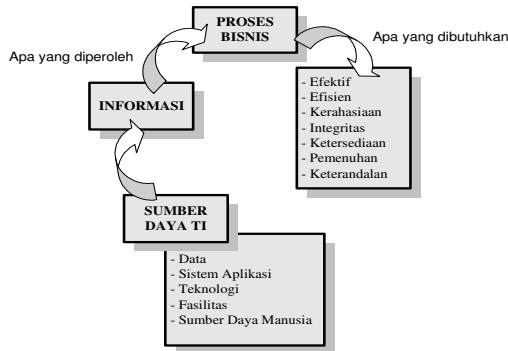 PROSES
BISNIS
Apa yang diperoleh
Apa yang dibutuhkan
INFORMASI
- Efektif
- Efisien
- Kerahasiaan
- Integritas
- Ketersediaan
- Pemenuhan
- Keterandalan
SUMBER
DAYA TI
- Data
- Sistem Aplikasi
- Teknologi
- Fasilitas
- Sumber Daya Manusia